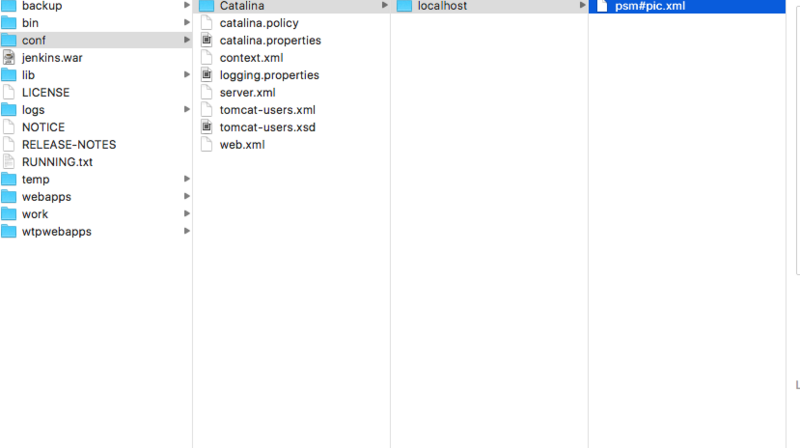 backup
bin
conf
jenkins.war
lib
LICENSE
logs
NOTICE
RELEASE-NOTES
RUNNING.txt
temp
webapps
work
wtpwebapps
Catalina
catalina.policy
catalina.properties
context.xml
logging.properties
server.xml
tomcat-users.xml
tomcat-users.xsd
web.xml
localhost
psm#pic.xml